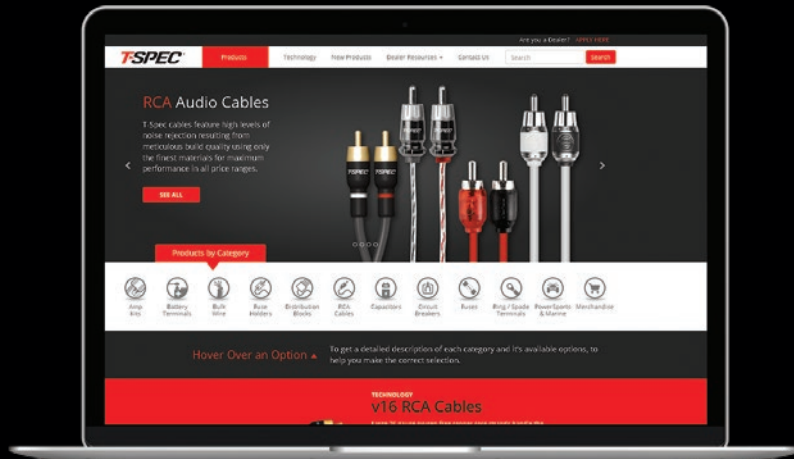 Are you a Dealer? APPLY HERE
T-SPEC Products Technology New Products Dealer Resources Contact Us Search Search
RCA Audio Cables
T-Spec cables feature high levels of
noise rejection resulting from
meticulous build quality using only
the finest materials for maximum
performance in all price ranges.
SEE ALL
T-SPEC T-SPEC
Products by Category
Amp Kits
Battery Terminals
Bulk Wire
Fuse Holders
Distribution Blocks
RCA Cables
Capacitors
Circuit Breakers
Fuses
Ring / Spade Terminals
PowerSports & Marine
Merchandise
Hover Over an Option
To get a detailed description of each category and it's available options, to
help you make the correct selection.
TECHNOLOGY
v16 RCA Cables